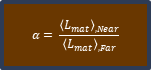 α = ⟨L_mat⟩,Near / ⟨L_mat⟩,Far